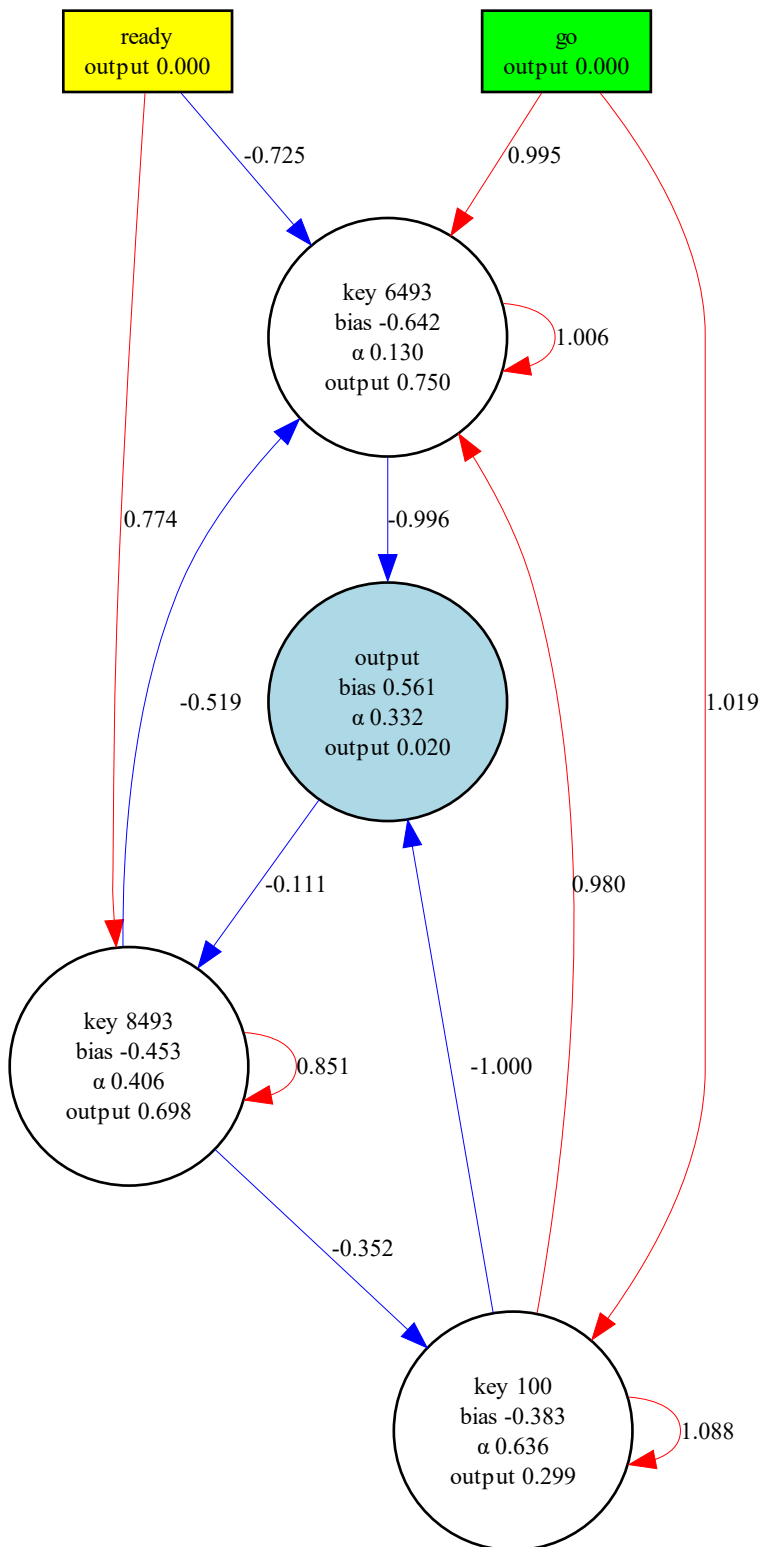 ready
output 0.000
go
output 0.000
-0.725
0.995
key 6493
bias -0.642
α 0.130
output 0.750
1.006
0.774
-0.996
output
bias 0.561
α 0.332
output 0.020
-0.519
1.019
-0.111
0.980
key 8493
bias -0.453
α 0.406
output 0.698
0.851
-1.000
-0.352
key 100
bias -0.383
α 0.636
output 0.299
1.088